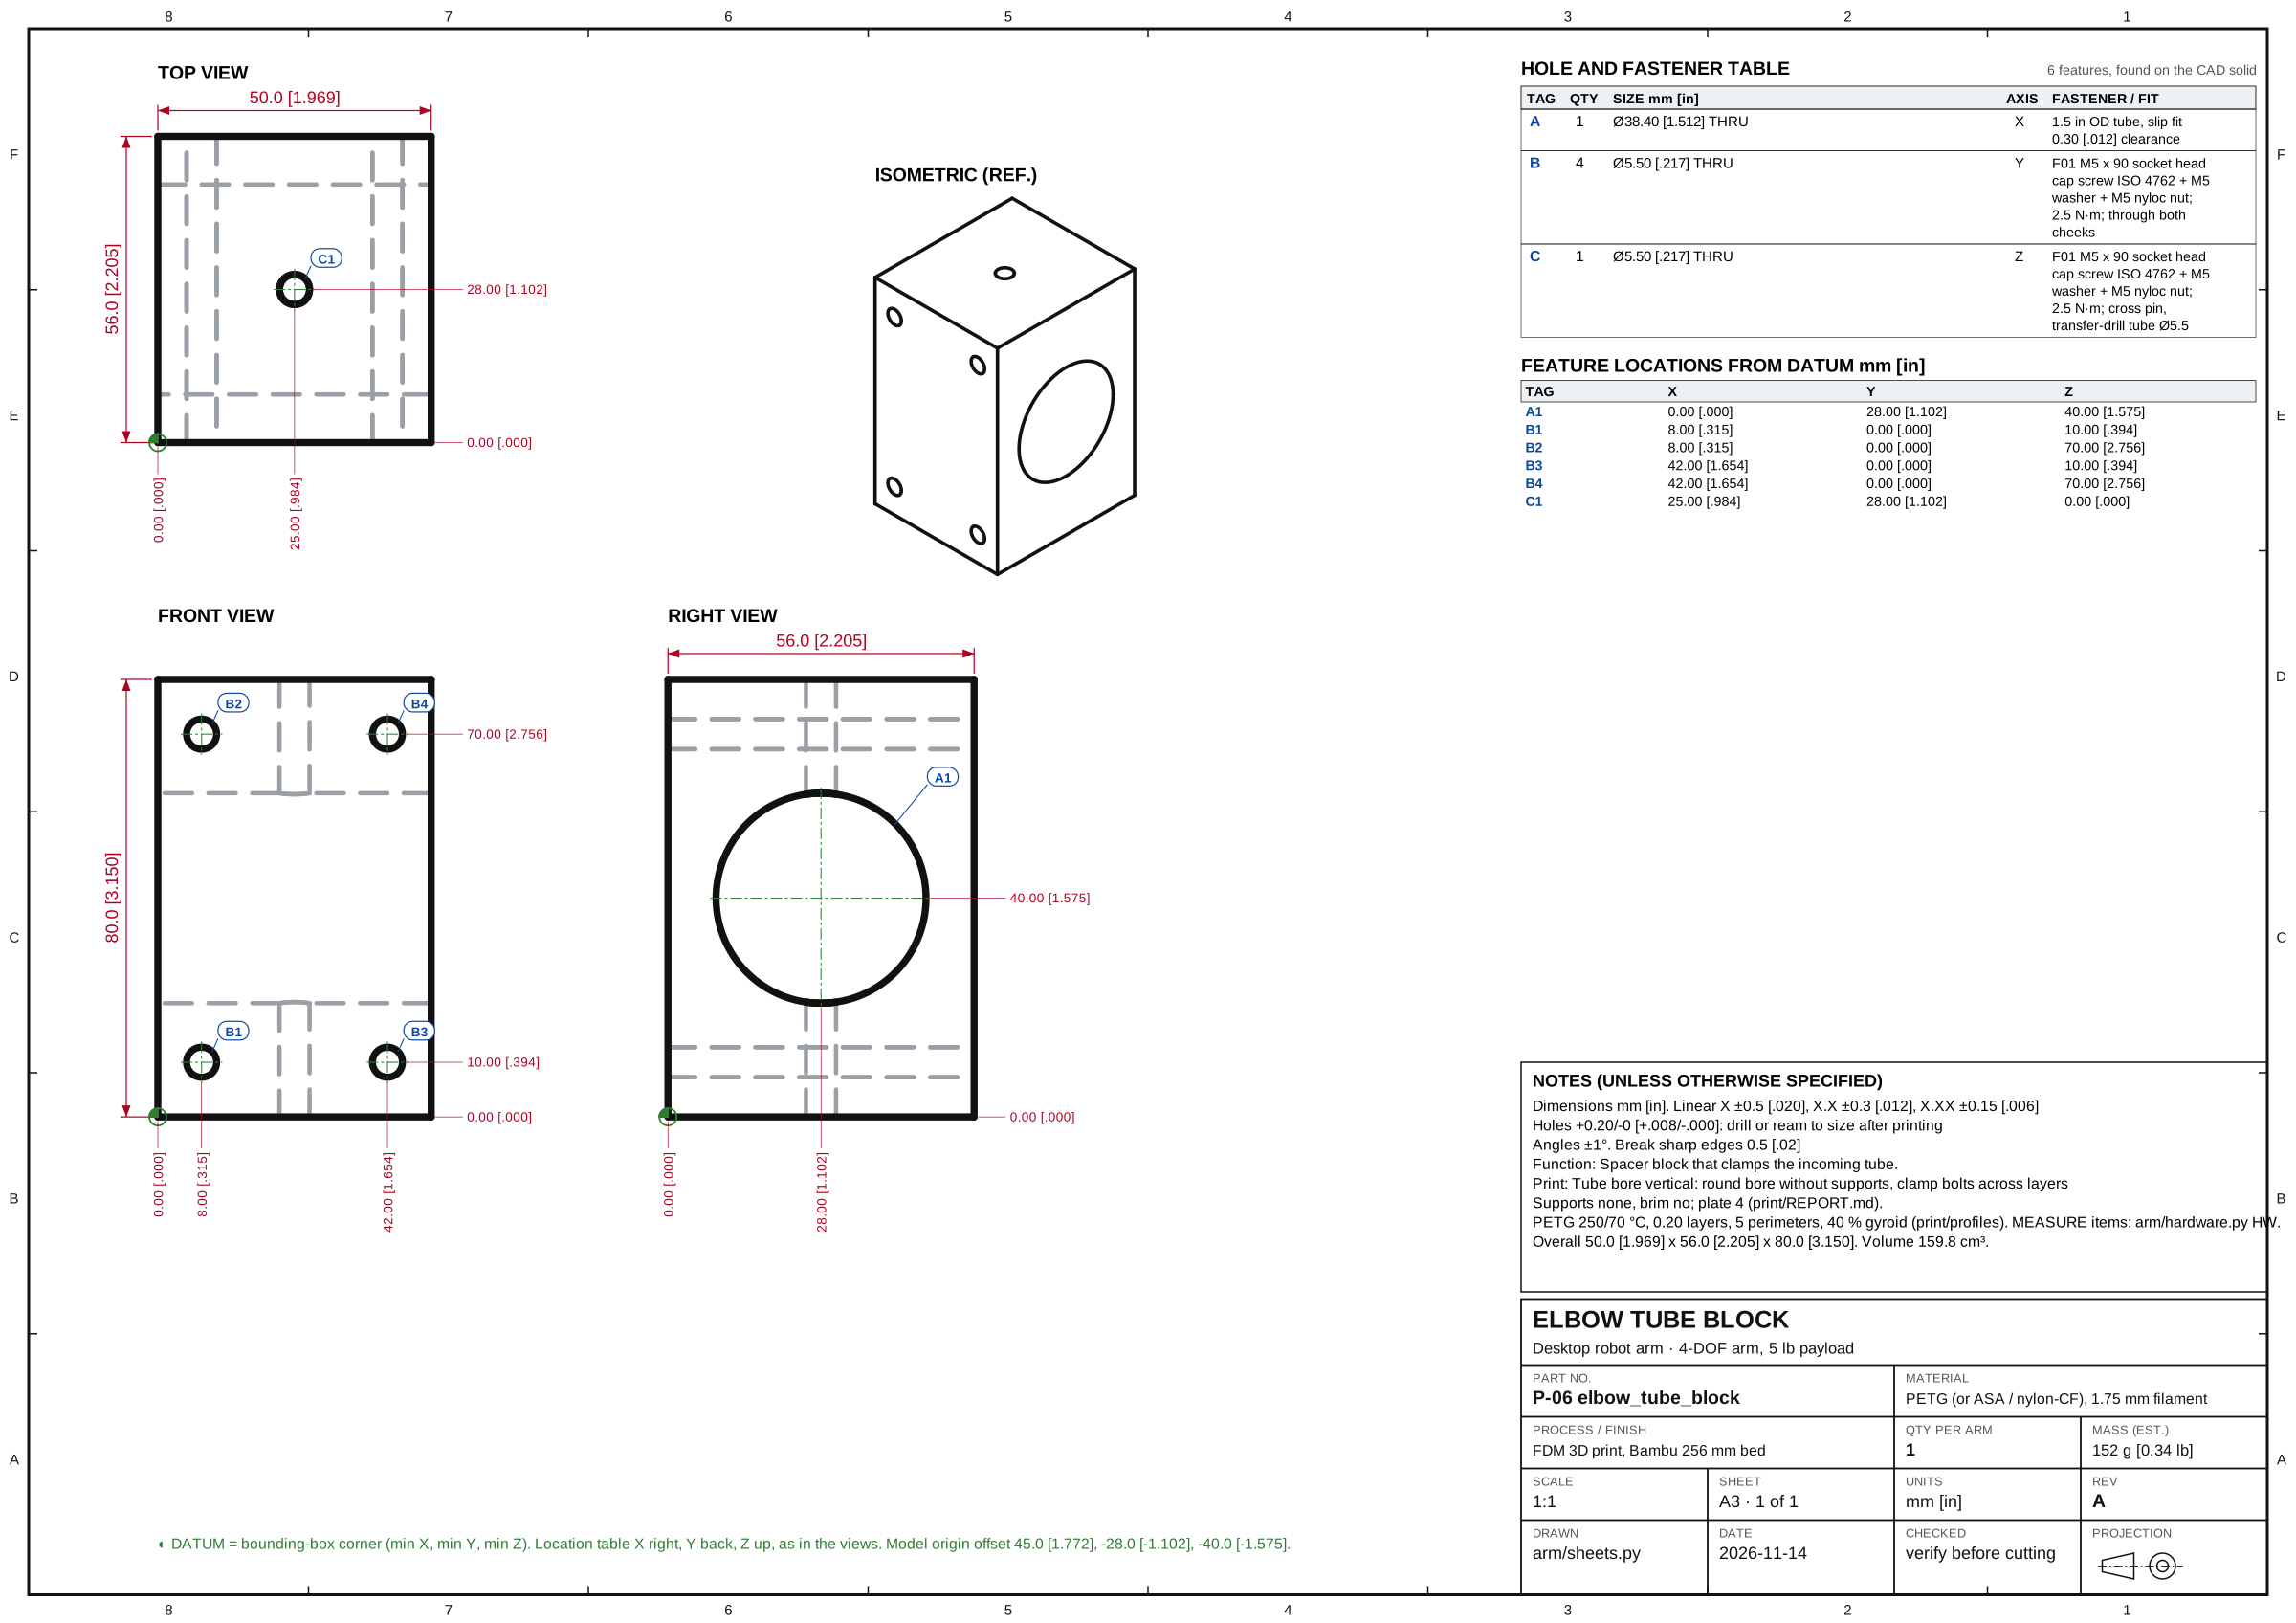 8 7 6 5 4 3 2 1
TOP VIEW
50.0 [1.969]
56.0 [2.205]
C1
28.00 [1.102]
0.00 [.000]
0.00 [.000]
25.00 [.984]
ISOMETRIC (REF.)
HOLE AND FASTENER TABLE
6 features, found on the CAD solid
TAG QTY SIZE mm [in] AXIS FASTENER / FIT
A 1 Ø38.40 [1.512] THRU X 1.5 in OD tube, slip fit
0.30 [.012] clearance
B 4 Ø5.50 [.217] THRU Y F01 M5 x 90 socket head
cap screw ISO 4762 + M5
washer + M5 nyloc nut;
2.5 N·m; through both
cheeks
C 1 Ø5.50 [.217] THRU Z F01 M5 x 90 socket head
cap screw ISO 4762 + M5
washer + M5 nyloc nut;
2.5 N·m; cross pin,
transfer-drill tube Ø5.5
FEATURE LOCATIONS FROM DATUM mm [in]
TAG X Y Z
A1 0.00 [.000] 28.00 [1.102] 40.00 [1.575]
B1 8.00 [.315] 0.00 [.000] 10.00 [.394]
B2 8.00 [.315] 0.00 [.000] 70.00 [2.756]
B3 42.00 [1.654] 0.00 [.000] 10.00 [.394]
B4 42.00 [1.654] 0.00 [.000] 70.00 [2.756]
C1 25.00 [.984] 28.00 [1.102] 0.00 [.000]
FRONT VIEW
80.0 [3.150]
B2
B4
70.00 [2.756]
B1
B3
10.00 [.394]
0.00 [.000]
0.00 [.000]
8.00 [.315]
42.00 [1.654]
RIGHT VIEW
56.0 [2.205]
A1
40.00 [1.575]
0.00 [.000]
0.00 [.000]
28.00 [1.102]
NOTES (UNLESS OTHERWISE SPECIFIED)
Dimensions mm [in]. Linear X ±0.5 [.020], X.X ±0.3 [.012], X.XX ±0.15 [.006]
Holes +0.20/-0 [+.008/-.000]: drill or ream to size after printing
Angles ±1°. Break sharp edges 0.5 [.02]
Function: Spacer block that clamps the incoming tube.
Print: Tube bore vertical: round bore without supports, clamp bolts across layers
Supports none, brim no; plate 4 (print/REPORT.md).
PETG 250/70 °C, 0.20 layers, 5 perimeters, 40 % gyroid (print/profiles). MEASURE items: arm/hardware.py HW.
Overall 50.0 [1.969] x 56.0 [2.205] x 80.0 [3.150]. Volume 159.8 cm³.
ELBOW TUBE BLOCK
Desktop robot arm · 4-DOF arm, 5 lb payload
PART NO.
P-06 elbow_tube_block
MATERIAL
PETG (or ASA / nylon-CF), 1.75 mm filament
PROCESS / FINISH
FDM 3D print, Bambu 256 mm bed
QTY PER ARM
1
MASS (EST.)
152 g [0.34 lb]
SCALE
1:1
SHEET
A3 · 1 of 1
UNITS
mm [in]
REV
A
DRAWN
arm/sheets.py
DATE
2026-11-14
CHECKED
verify before cutting
PROJECTION
DATUM = bounding-box corner (min X, min Y, min Z). Location table X right, Y back, Z up, as in the views. Model origin offset 45.0 [1.772], -28.0 [-1.102], -40.0 [-1.575].
F F
E E
D D
C C
B B
A A
8 7 6 5 4 3 2 1